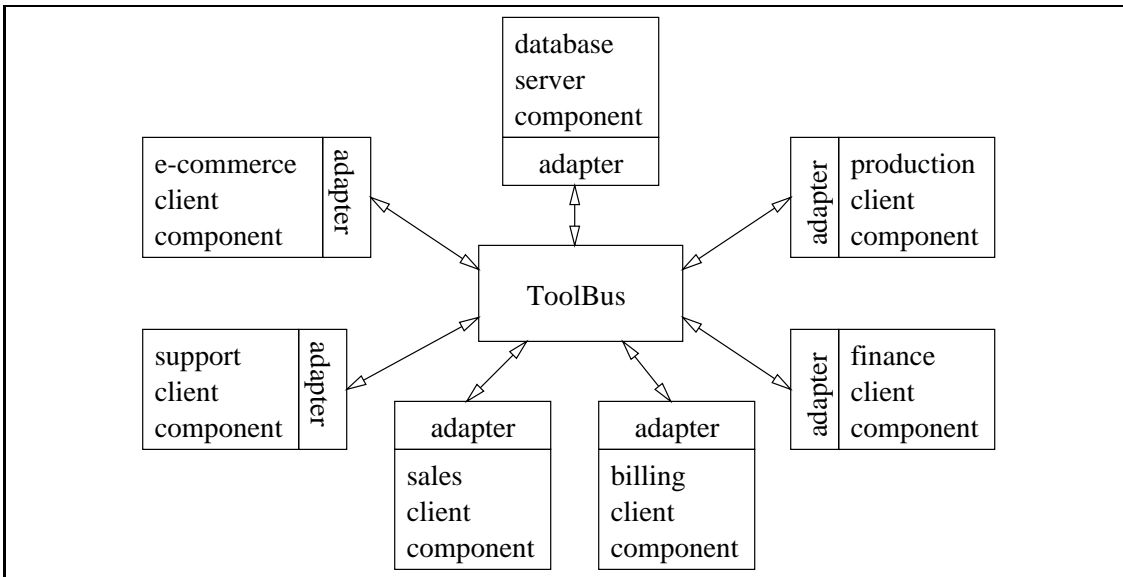 database
server
component
adapter
e-commerce
client
component
adapter
adapter
production
client
component
ToolBus
support
client
component
adapter
adapter
finance
client
component
adapter
sales
client
component
adapter
billing
client
component